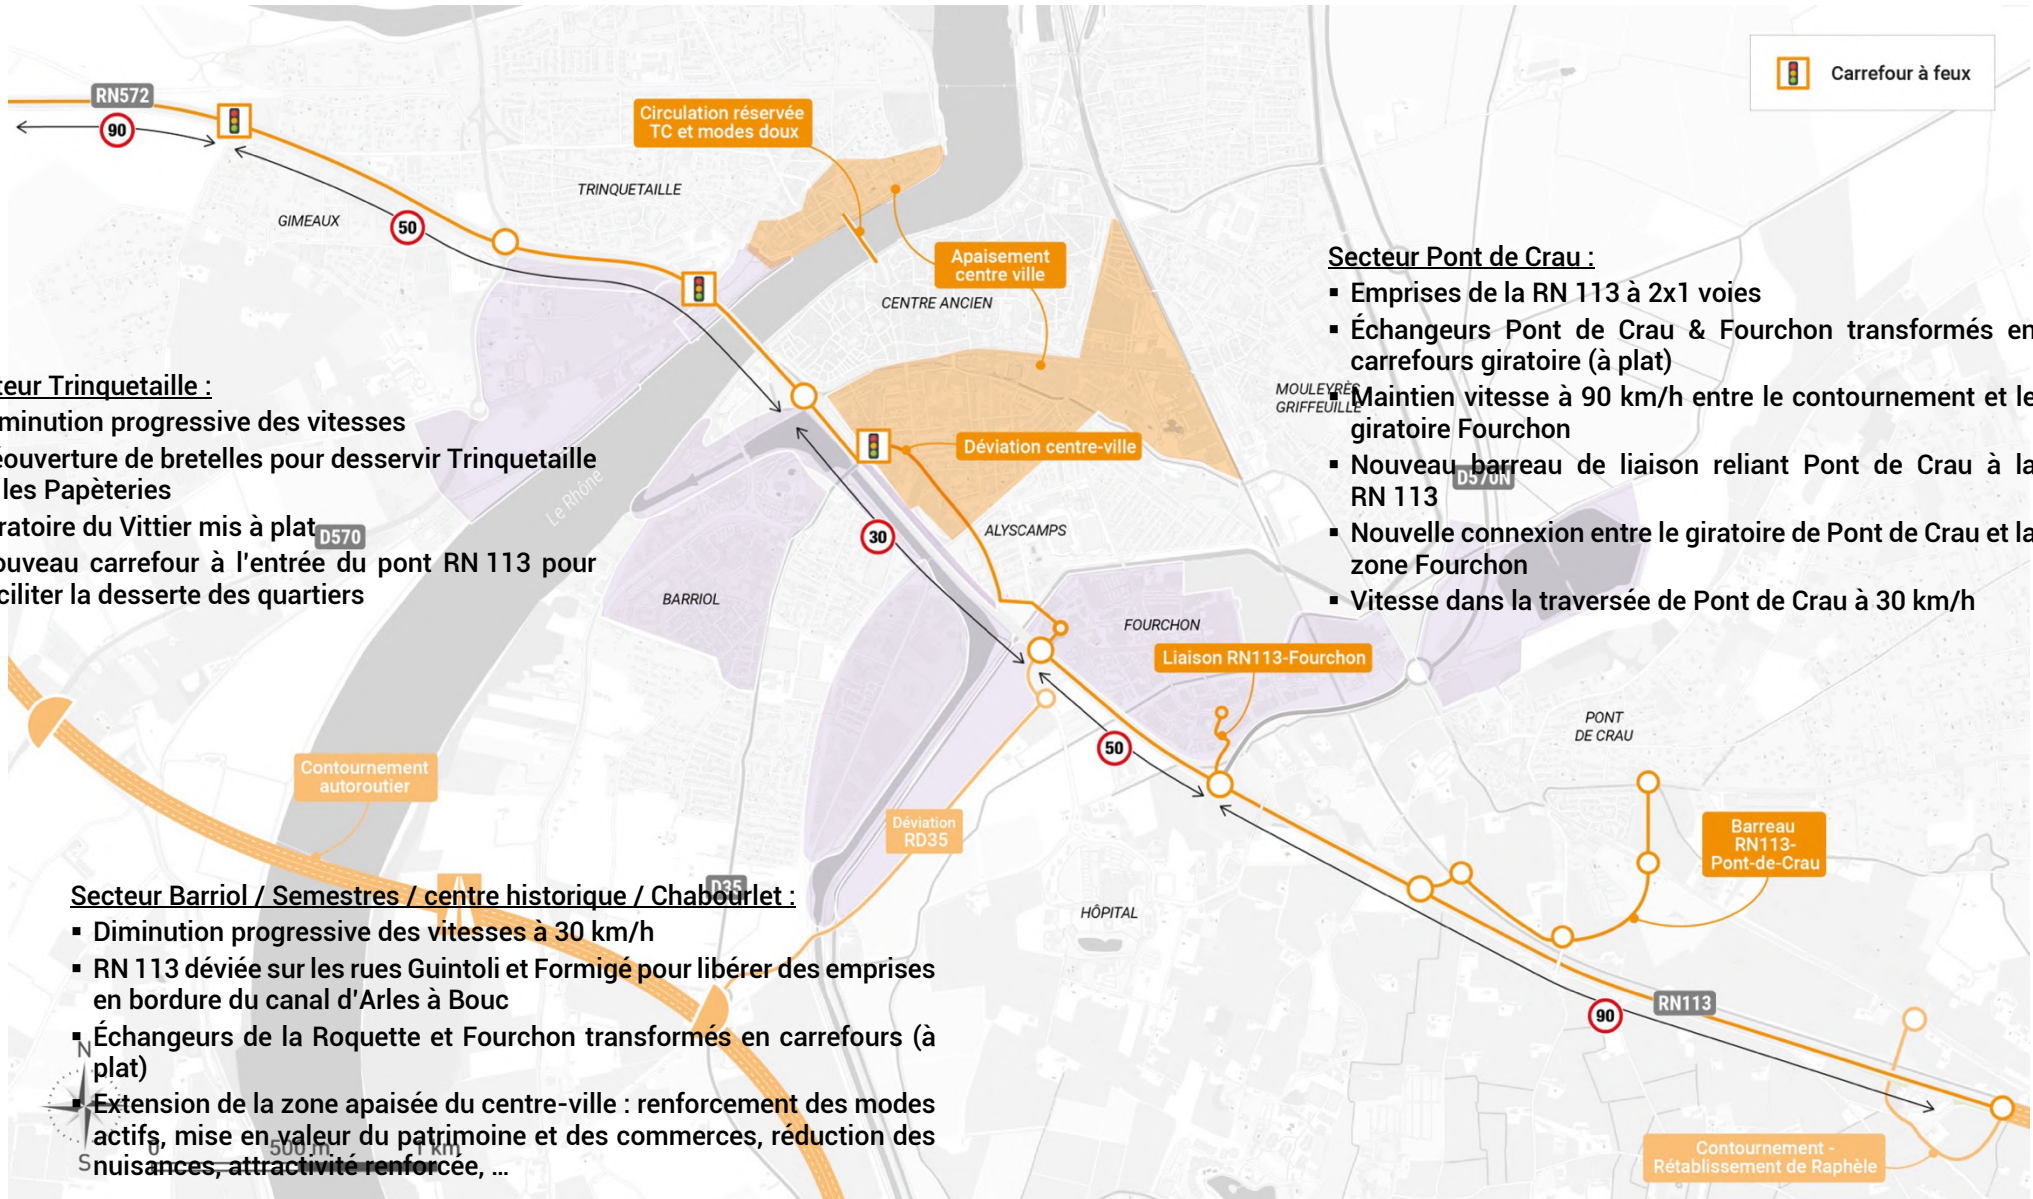 RN572
90
Circulation réservée
TC et modes doux
Carrefour à feux
TRINQUETAILLE
GIMEAUX
50
Apaisement
centre ville
CENTRE ANCIEN
Secteur Pont de Crau :
▪ Emprises de la RN 113 à 2x1 voies
▪ Échangeurs Pont de Crau & Fourchon transformés en
carrefours giratoire (à plat)
▪ Maintien vitesse à 90 km/h entre le contournement et le
giratoire Fourchon
▪ Nouveau barreau de liaison reliant Pont de Crau à la
RN 113
▪ Nouvelle connexion entre le giratoire de Pont de Crau et la
zone Fourchon
▪ Vitesse dans la traversée de Pont de Crau à 30 km/h
MOULEYRÈS
GRIFFEUILLE
D570N
teur Trinquetaille :
minution progressive des vitesses
éouverture de bretelles pour desservir Trinquetaille
les Papèteries
ratoire du Vittier mis à plat
ouveau carrefour à l'entrée du pont RN 113 pour
ciliter la desserte des quartiers
D570
Le Rhône
Déviation centre-ville
30
ALYSCAMPS
BARRIOL
FOURCHON
Liaison RN113-Fourchon
PONT
DE CRAU
50
Contournement
autoroutier
Déviation
RD35
Barreau
RN113-
Pont-de-Crau
D35
HÔPITAL
Secteur Barriol / Semestres / centre historique / Chabourlet :
▪ Diminution progressive des vitesses à 30 km/h
▪ RN 113 déviée sur les rues Guintoli et Formigé pour libérer des emprises
en bordure du canal d'Arles à Bouc
▪ Échangeurs de la Roquette et Fourchon transformés en carrefours (à
plat)
▪ Extension de la zone apaisée du centre-ville : renforcement des modes
actifs, mise en valeur du patrimoine et des commerces, réduction des
nuisances, attractivité renforcée, ...
N
S
0
500 m
1 km
RN113
90
Contournement -
Rétablissement de Raphèle